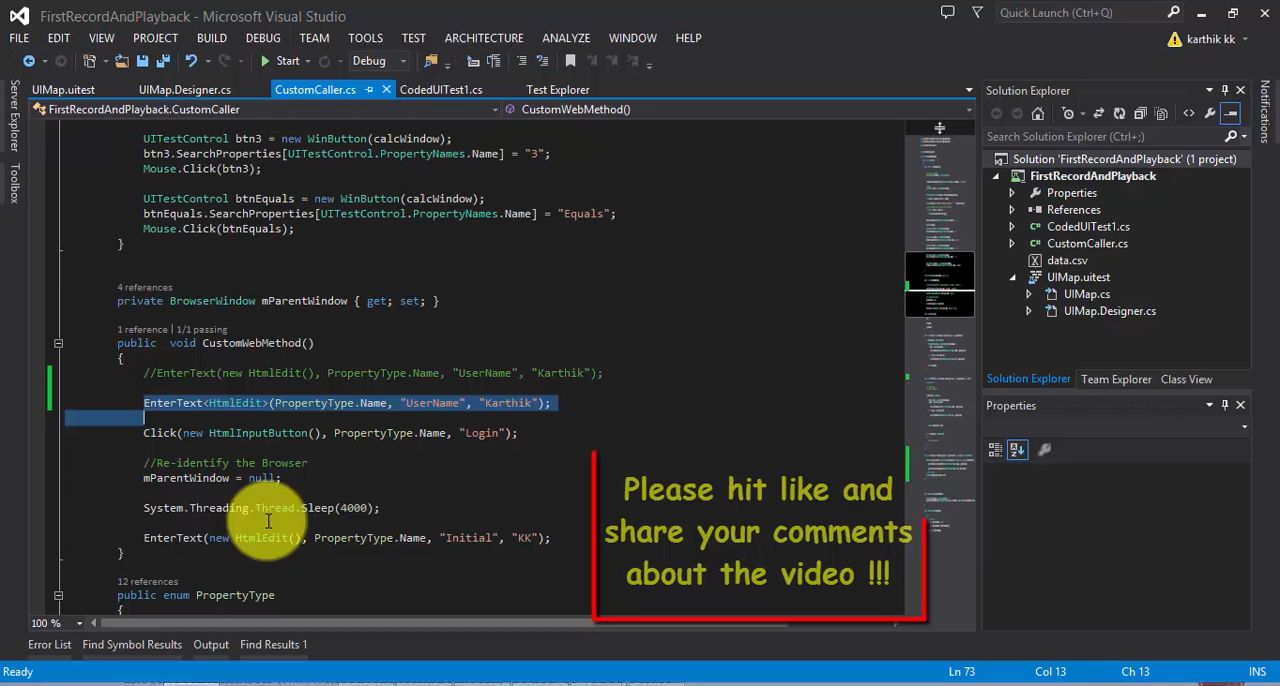 FirstRecordAndPlayback - Microsoft Visual Studio
Quick Launch (Ctrl+Q)
FILE EDIT VIEW PROJECT BUILD DEBUG TEAM TOOLS TEST ARCHITECTURE ANALYZE WINDOW HELP
karthik kk
Start Debug
UIMap.uitest UIMap.Designer.cs CustomCaller.cs CodedUITest1.cs Test Explorer
FirstRecordAndPlayback.CustomCaller CustomWebMethod()
Server Explorer
Toolbox
UITestControl btn3 = new WinButton(calcWindow);
btn3.SearchProperties[UITestControl.PropertyNames.Name] = "3";
Mouse.Click(btn3);
UITestControl btnEquals = new WinButton(calcWindow);
btnEquals.SearchProperties[UITestControl.PropertyNames.Name] = "Equals";
Mouse.Click(btnEquals);
}
4 references
private BrowserWindow mParentWindow { get; set; }
1 reference | 1/1 passing
public void CustomWebMethod()
{
//EnterText(new HtmlEdit(), PropertyType.Name, "UserName", "Karthik");
EnterText<HtmlEdit>(PropertyType.Name, "UserName", "Karthik");
Click(new HtmlInputButton(), PropertyType.Name, "Login");
//Re-identify the Browser
mParentWindow = null;
System.Threading.Thread.Sleep(4000);
EnterText(new HtmlEdit(), PropertyType.Name, "Initial", "KK");
}
12 references
public enum PropertyType
{
100 %
Please hit like and
share your comments
about the video !!!
Solution Explorer
Search Solution Explorer (Ctrl+;)
Solution 'FirstRecordAndPlayback' (1 project)
FirstRecordAndPlayback
Properties
References
CodedUITest1.cs
CustomCaller.cs
data.csv
UIMap.uitest
UIMap.cs
UIMap.Designer.cs
Solution Explorer Team Explorer Class View
Properties
Notifications
Error List Find Symbol Results Output Find Results 1
Ready Ln 73 Col 13 Ch 13 INS